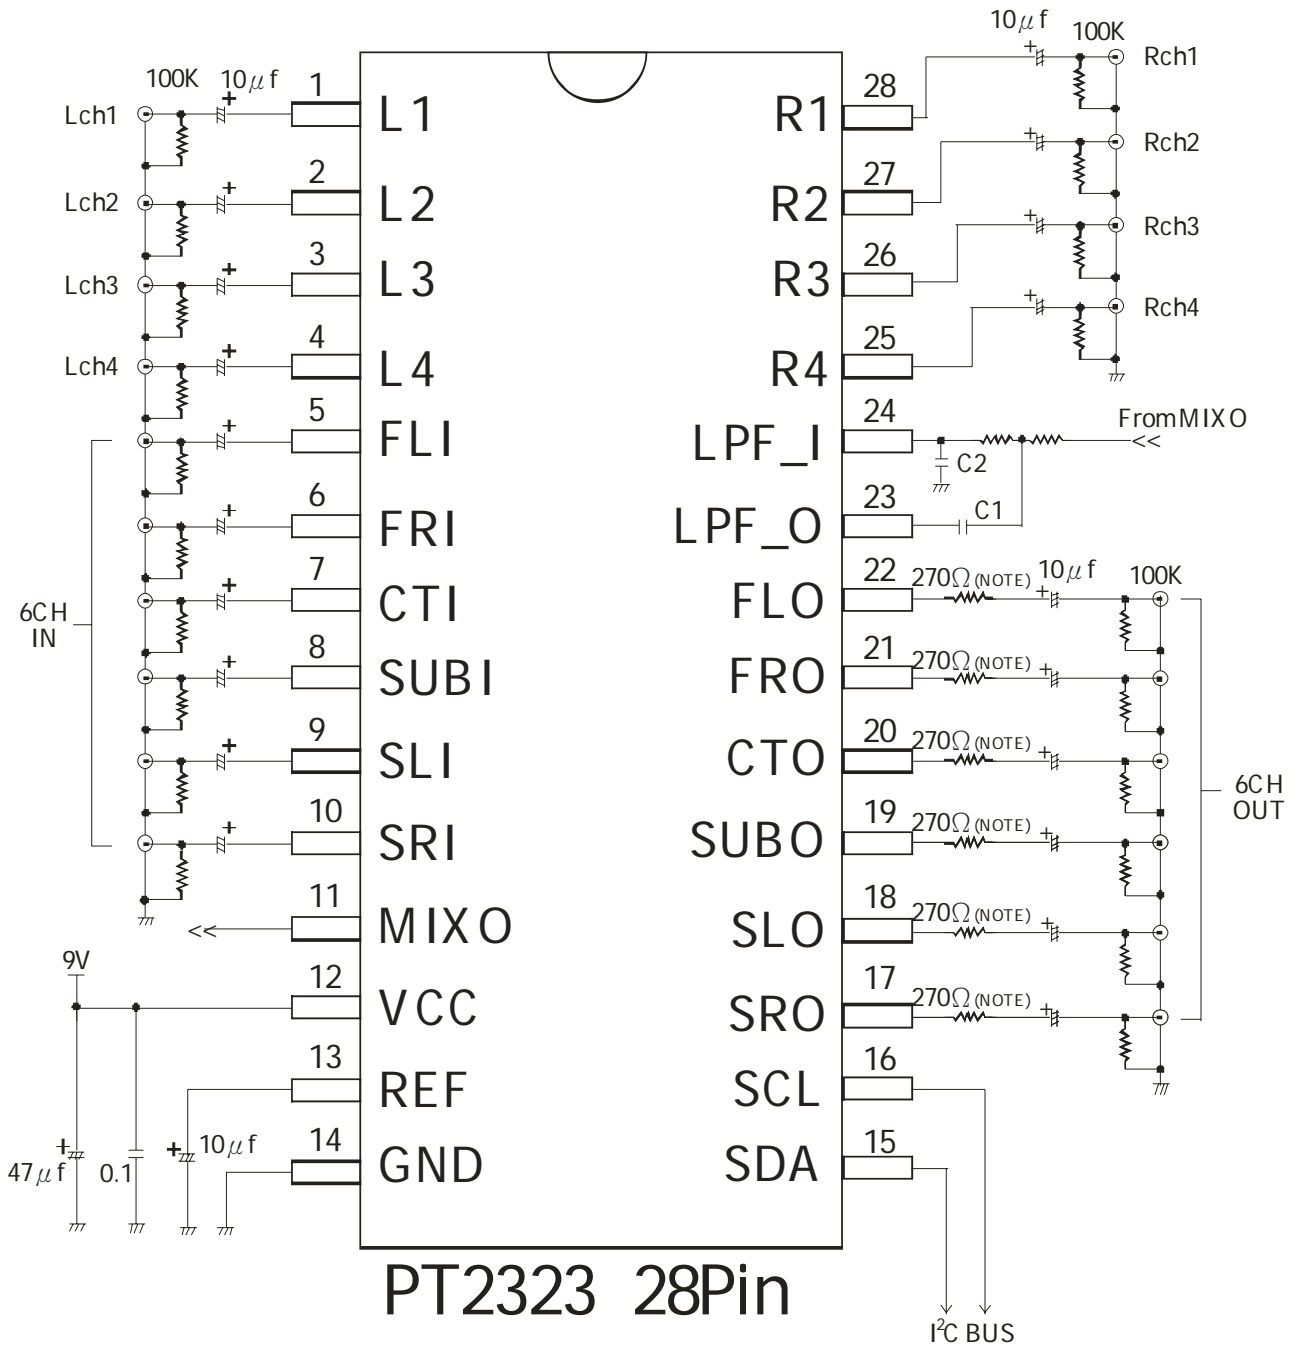 10μf 100K
Rch1
Rch2
Rch3
Rch4
100K 10μf
Lch1
Lch2
Lch3
Lch4
6CH
IN
1 L1
2 L2
3 L3
4 L4
5 FLI
6 FRI
7 CTI
8 SUBI
9 SLI
10 SRI
11 MIXO
<<
9V
12 VCC
13 REF
14 GND
+
47μf
0.1
+
10μf
28 R1
27 R2
26 R3
25 R4
24 LPF_I
FromMIXO
<<
C2
23 LPF_O
C1
22 FLO
270Ω(NOTE) 10μf 100K
21 FRO
270Ω(NOTE)
20 CTO
270Ω(NOTE)
19 SUBO
270Ω(NOTE)
18 SLO
270Ω(NOTE)
17 SRO
270Ω(NOTE)
6CH
OUT
16 SCL
15 SDA
I²C BUS
PT2323 28Pin